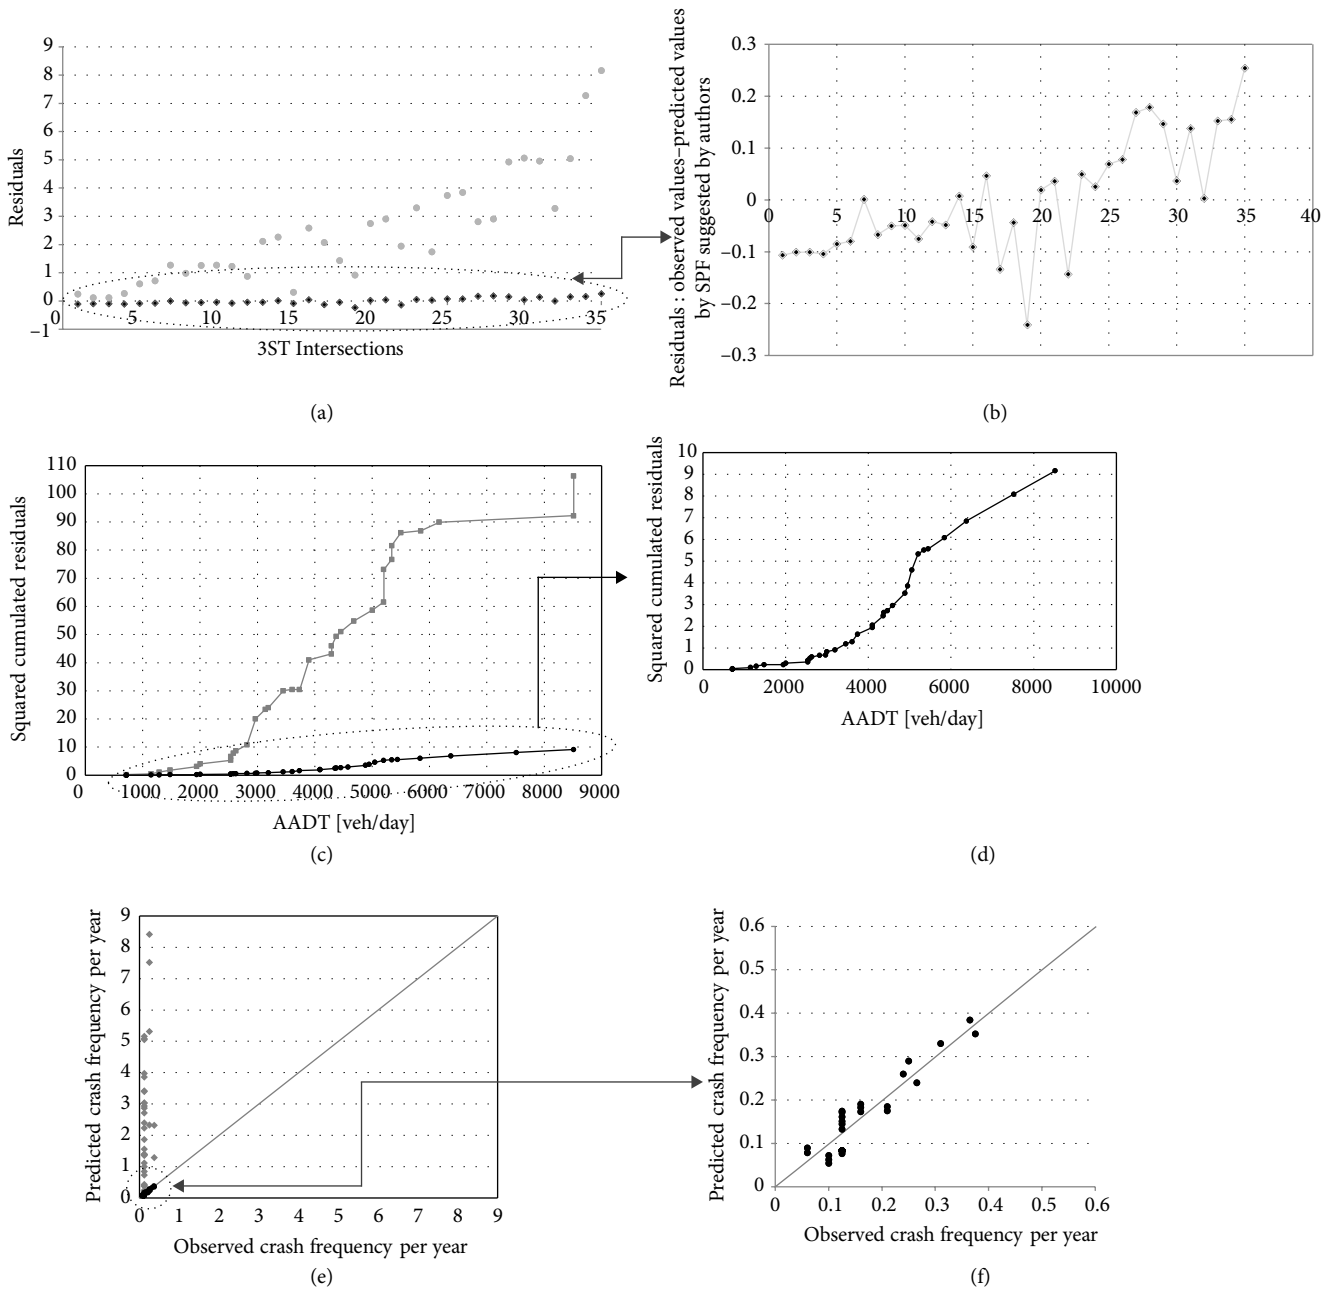 9
8
7
6
5
4
3
2
1
0
–1
Residuals
0 5 10 15 20 25 30 35
3ST Intersections
(a)
Residuals : observed values–predicted values
by SPF suggested by authors
0.3
0.2
0.1
0
–0.1
–0.2
–0.3
0 5 10 15 20 25 30 35 40
(b)
Squared cumulated residuals
110
100
90
80
70
60
50
40
30
20
10
0
0 1000 2000 3000 4000 5000 6000 7000 8000 9000
AADT [veh/day]
(c)
Squared cumulated residuals
10
9
8
7
6
5
4
3
2
1
0
0 2000 4000 6000 8000 10000
AADT [veh/day]
(d)
Predicted crash frequency per year
9
8
7
6
5
4
3
2
1
0
0 1 2 3 4 5 6 7 8 9
Observed crash frequency per year
(e)
Predicted crash frequency per year
0.6
0.5
0.4
0.3
0.2
0.1
0
0 0.1 0.2 0.3 0.4 0.5 0.6
Observed crash frequency per year
(f)